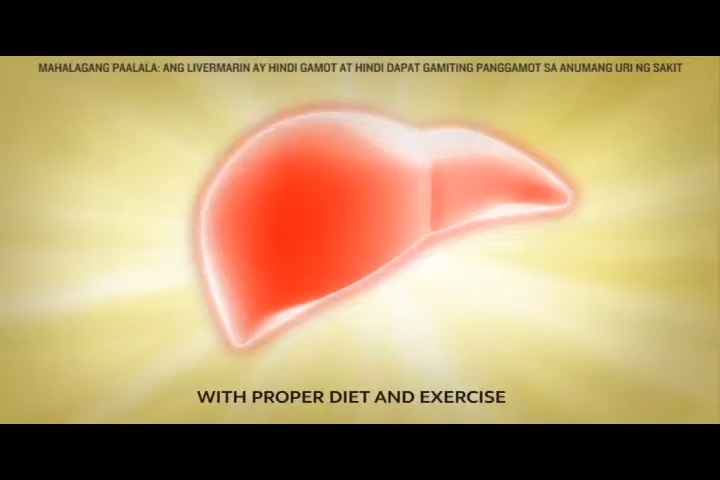 MAHALAGANG PAALALA: ANG LIVERMARIN AY HINDI GAMOT AT HINDI DAPAT GAMITING PANGGAMOT SA ANUMANG URI NG SAKIT
WITH PROPER DIET AND EXERCISE